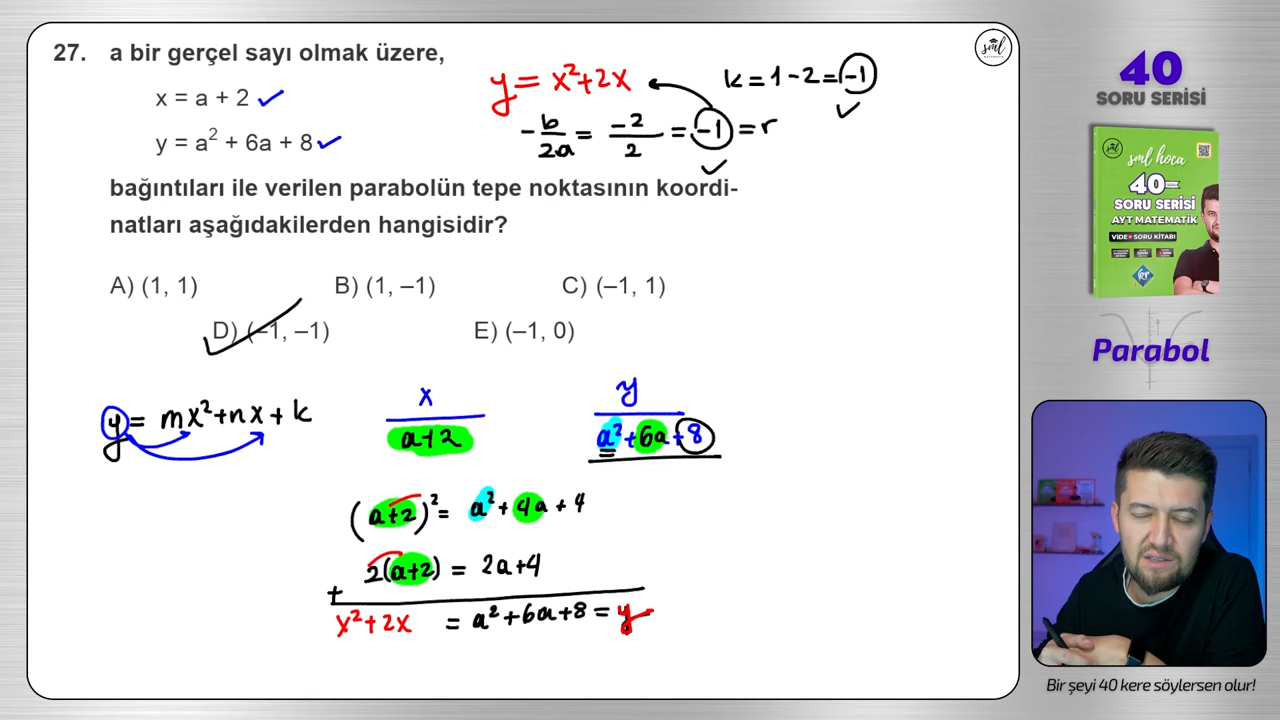 27. a bir gerçel sayı olmak üzere,
x = a + 2
y = a² + 6a + 8
bağıntıları ile verilen parabolün tepe noktasının koordi-
natları aşağıdakilerden hangisidir?
A) (1, 1)
B) (1, –1)
C) (–1, 1)
D) (–1, –1)
E) (–1, 0)
y = x²+2x
k = 1-2 = -1
-b/2a = -2/2 = -1 = r
y = mx²+nx+k
x
a+2
y
a²+6a+8
(a+2)² = a²+4a+4
2(a+2) = 2a+4
+
x²+2x = a²+6a+8 = y
sml
40
SORU SERİSİ
sml hoca
40
SORU SERİSİ
AYT MATEMATİK
VİDEO SORU KİTABI
Parabol
Bir şeyi 40 kere söylersen olur!